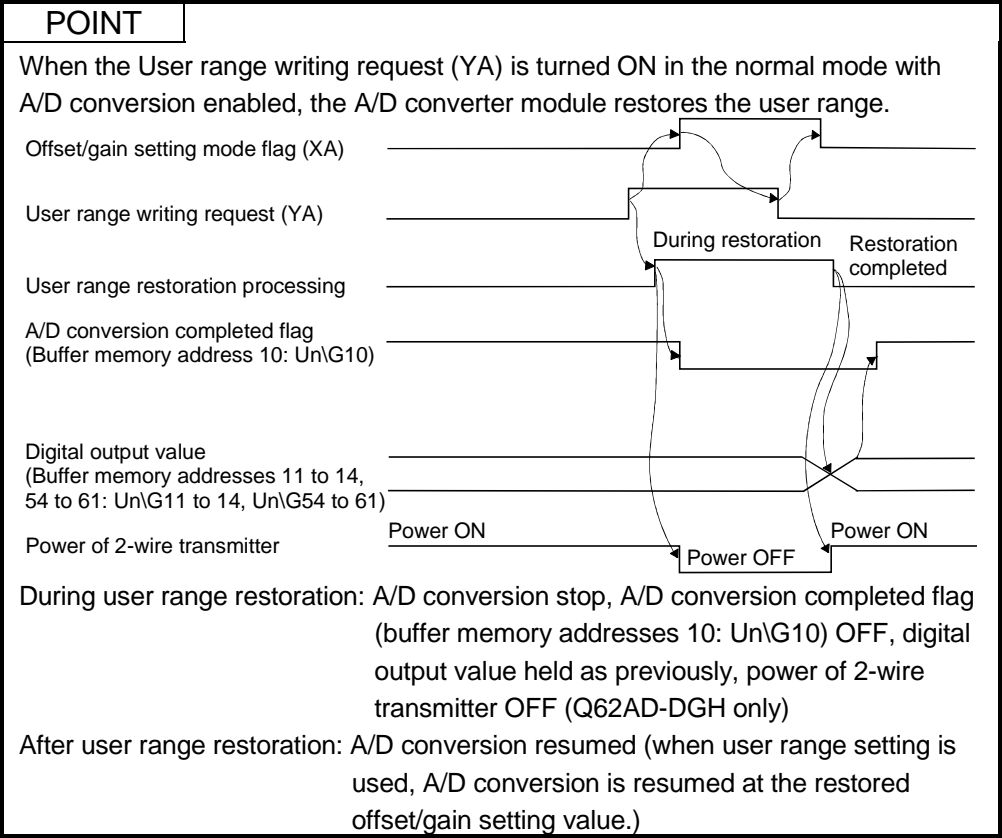 POINT
When the User range writing request (YA) is turned ON in the normal mode with
A/D conversion enabled, the A/D converter module restores the user range.
Offset/gain setting mode flag (XA)
User range writing request (YA)
During restoration
Restoration
completed
User range restoration processing
A/D conversion completed flag
(Buffer memory address 10: Un\G10)
Digital output value
(Buffer memory addresses 11 to 14,
54 to 61: Un\G11 to 14, Un\G54 to 61)
Power ON
Power ON
Power of 2-wire transmitter
Power OFF
During user range restoration: A/D conversion stop, A/D conversion completed flag
(buffer memory addresses 10: Un\G10) OFF, digital
output value held as previously, power of 2-wire
transmitter OFF (Q62AD-DGH only)
After user range restoration: A/D conversion resumed (when user range setting is
used, A/D conversion is resumed at the restored
offset/gain setting value.)